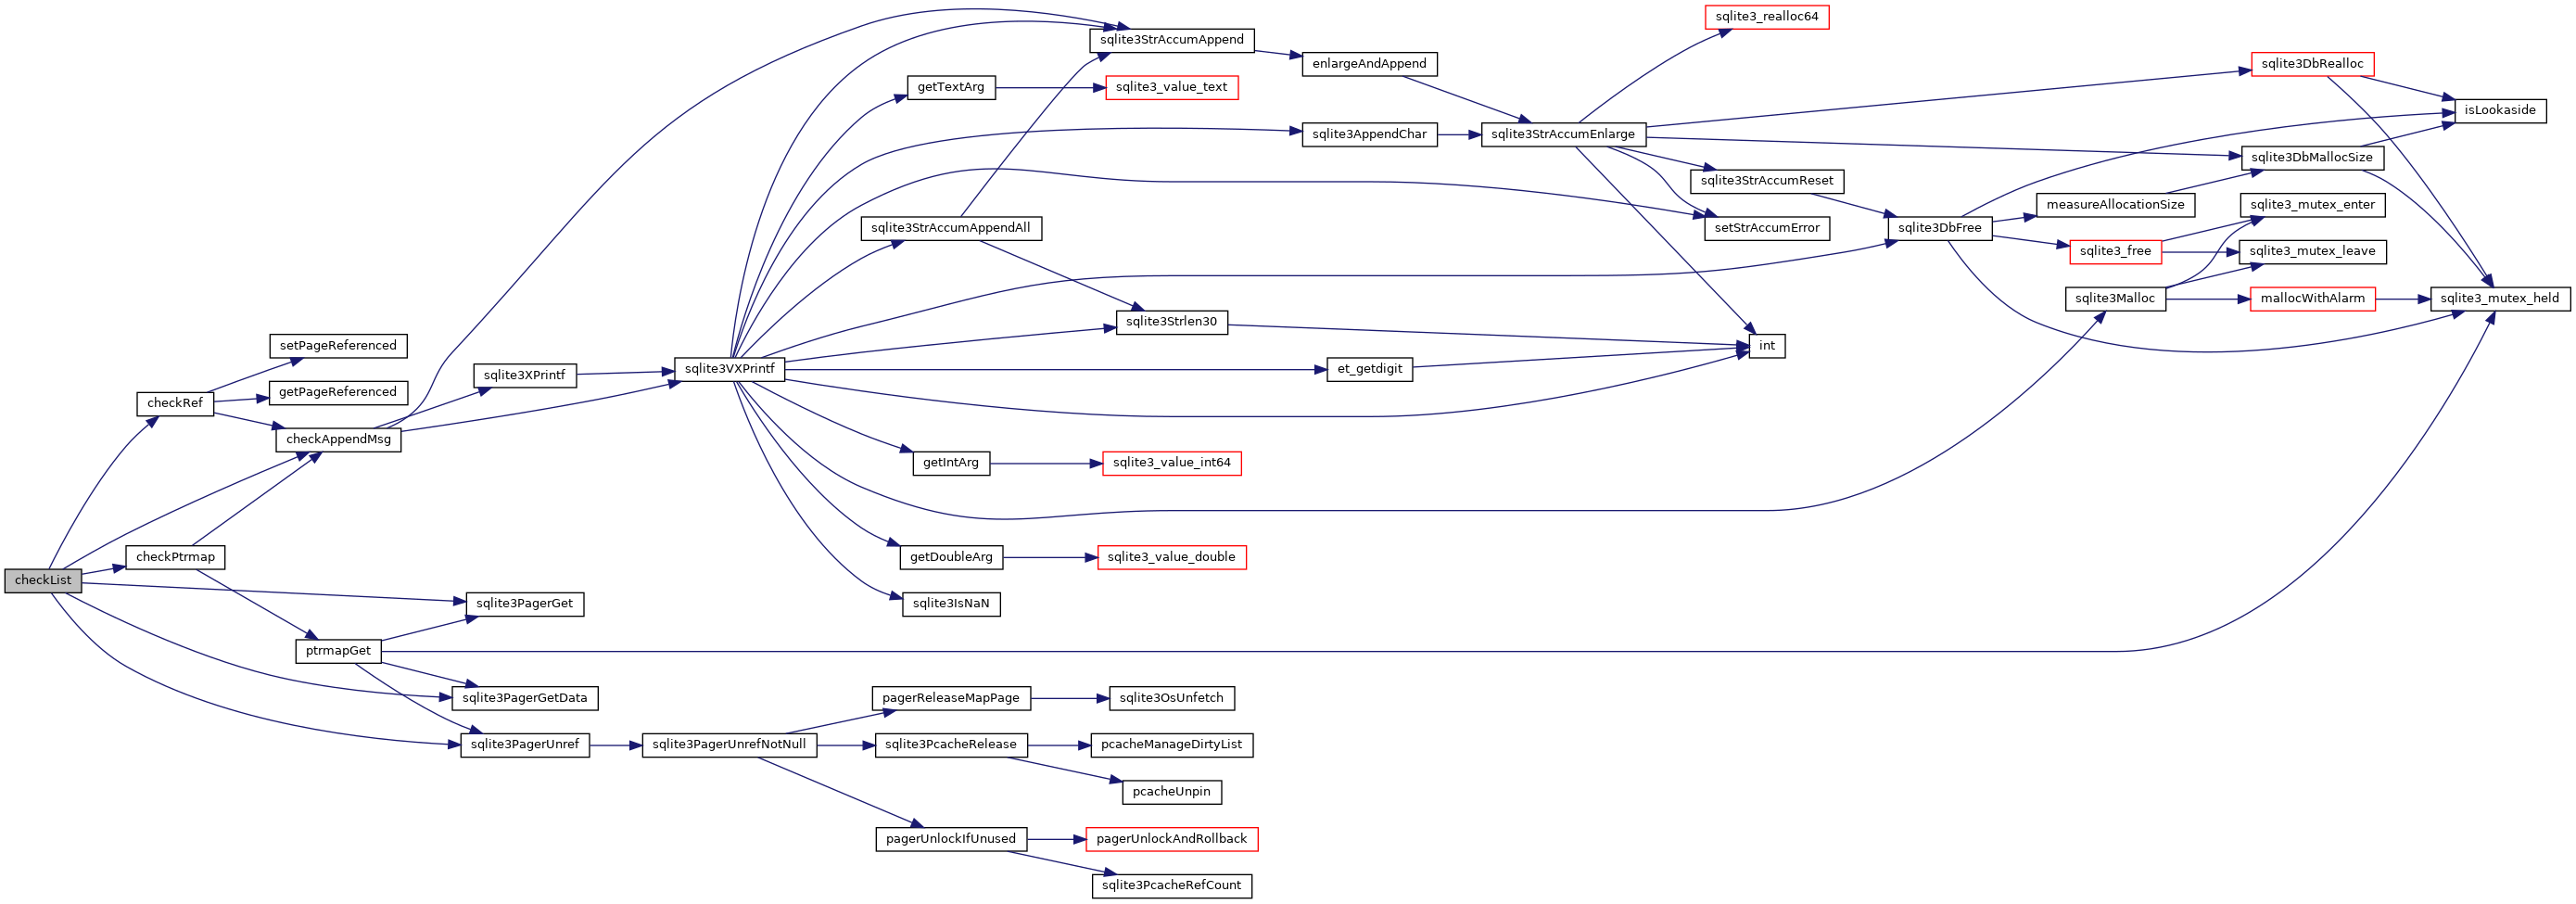 checkList
checkRef
checkPtrmap
setPageReferenced
getPageReferenced
checkAppendMsg
ptrmapGet
sqlite3XPrintf
sqlite3PagerGet
sqlite3PagerGetData
sqlite3PagerUnref
sqlite3VXPrintf
sqlite3PagerUnrefNotNull
getTextArg
sqlite3StrAccumAppendAll
getIntArg
getDoubleArg
sqlite3IsNaN
pagerReleaseMapPage
sqlite3PcacheRelease
pagerUnlockIfUnused
sqlite3StrAccumAppend
sqlite3_value_text
sqlite3Strlen30
sqlite3_value_int64
sqlite3_value_double
sqlite3OsUnfetch
pcacheManageDirtyList
pcacheUnpin
pagerUnlockAndRollback
sqlite3PcacheRefCount
enlargeAndAppend
sqlite3AppendChar
et_getdigit
sqlite3StrAccumEnlarge
sqlite3_realloc64
sqlite3StrAccumReset
setStrAccumError
int
sqlite3DbFree
measureAllocationSize
sqlite3_free
sqlite3Malloc
sqlite3DbRealloc
sqlite3DbMallocSize
sqlite3_mutex_enter
sqlite3_mutex_leave
mallocWithAlarm
isLookaside
sqlite3_mutex_held